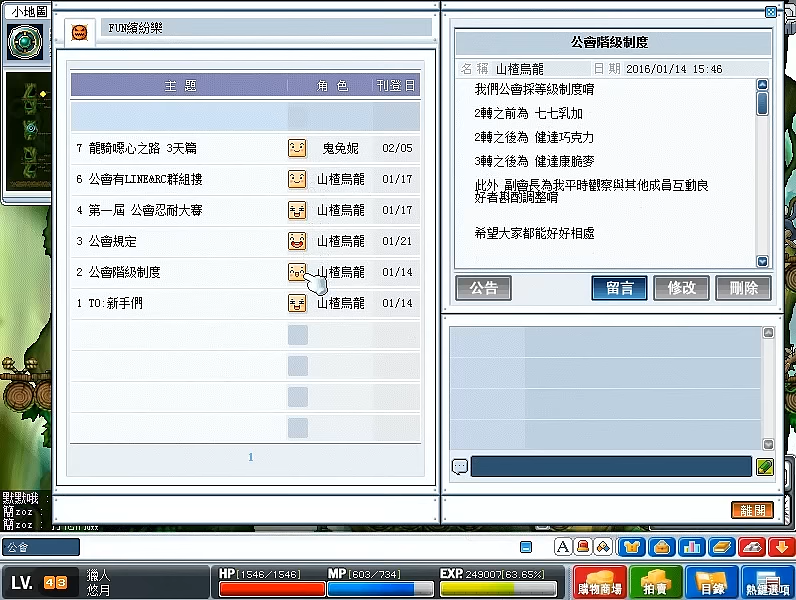 小地圖
FUN繽紛樂
主 題 角 色 刊登日
7 龍騎噁心之路 3天篇 鬼兔妮 02/05
6 公會有LINE&RC群組摟 山楂烏龍 01/17
4 第一屆 公會忍耐大賽 山楂烏龍 01/17
3 公會規定 山楂烏龍 01/21
2 公會階級制度 山楂烏龍 01/14
1 TO:新手們 山楂烏龍 01/14
1
公會階級制度
名 稱 山楂烏龍 日 期 2016/01/14 15:46
我們公會採等級制度唷
2轉之前為 七七乳加
2轉之後為 健達巧克力
3轉之後為 健達康脆麥
此外 副會長為我平時觀察與其他成員互動良
好者斟酌調整唷
希望大家都能好好相處
公告 留言 修改 刪除
離開
默默哦 :
簡zoz :
簡zoz :
公會
LV. 43
獵人
悠月
HP[1546/1546] MP[603/734] EXP.249007[63.65%]
購物商場 拍賣 目錄 熱鍵選項